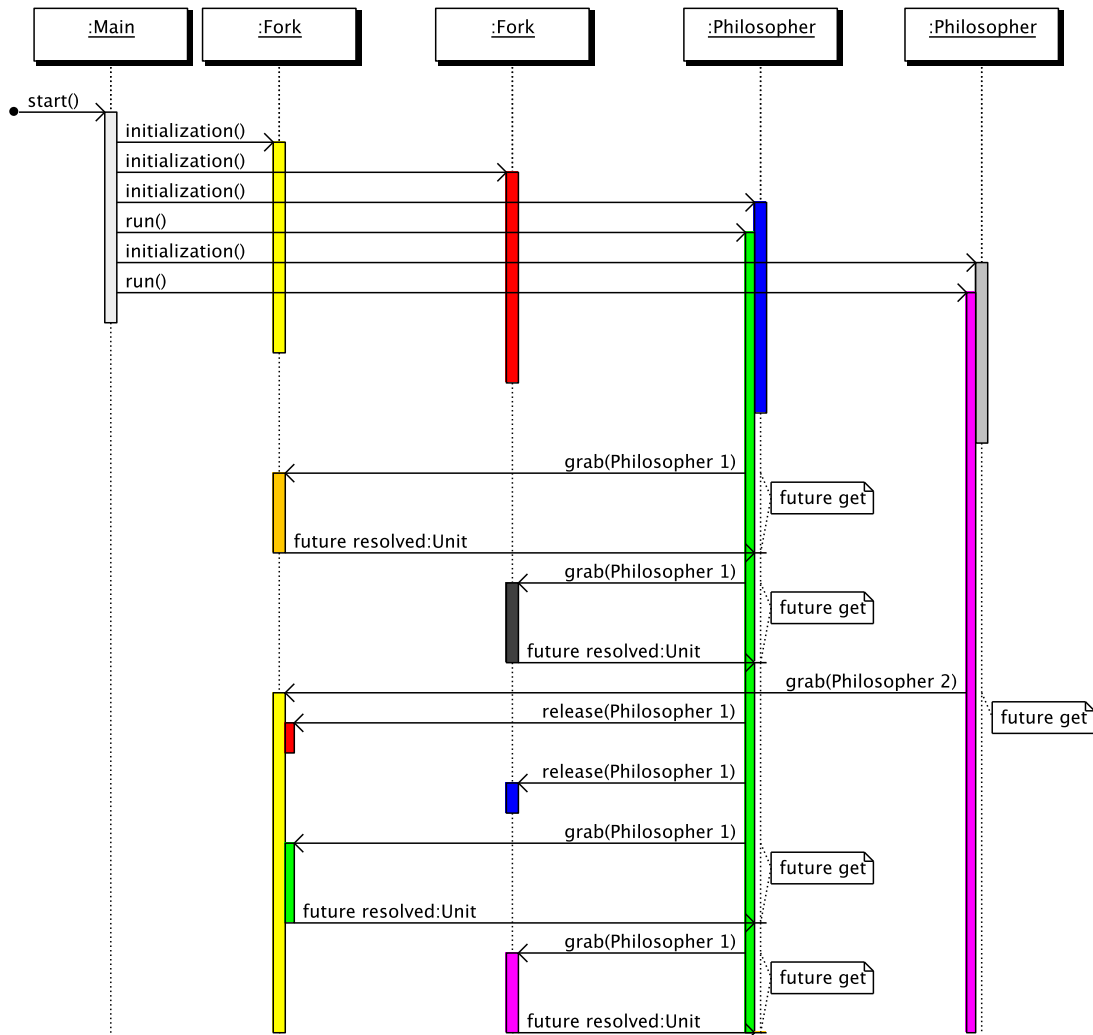 :Main
:Fork
:Fork
:Philosopher
:Philosopher
start()
initialization()
initialization()
initialization()
run()
initialization()
run()
grab(Philosopher 1)
future get
future resolved:Unit
grab(Philosopher 1)
future get
future resolved:Unit
grab(Philosopher 2)
release(Philosopher 1)
future get
release(Philosopher 1)
grab(Philosopher 1)
future get
future resolved:Unit
grab(Philosopher 1)
future get
future resolved:Unit